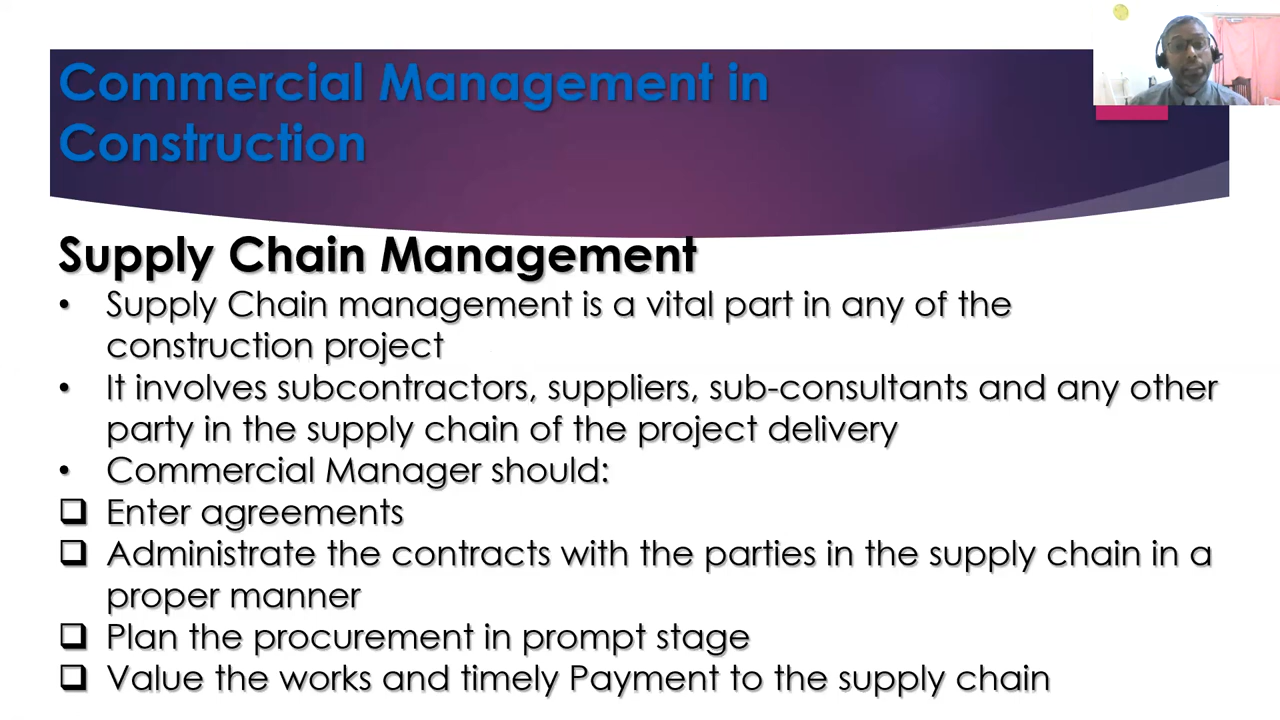 Commercial Management in
Construction
Supply Chain Management
• Supply Chain management is a vital part in any of the
construction project
• It involves subcontractors, suppliers, sub-consultants and any other
party in the supply chain of the project delivery
• Commercial Manager should:
❑ Enter agreements
❑ Administrate the contracts with the parties in the supply chain in a
proper manner
❑ Plan the procurement in prompt stage
❑ Value the works and timely Payment to the supply chain